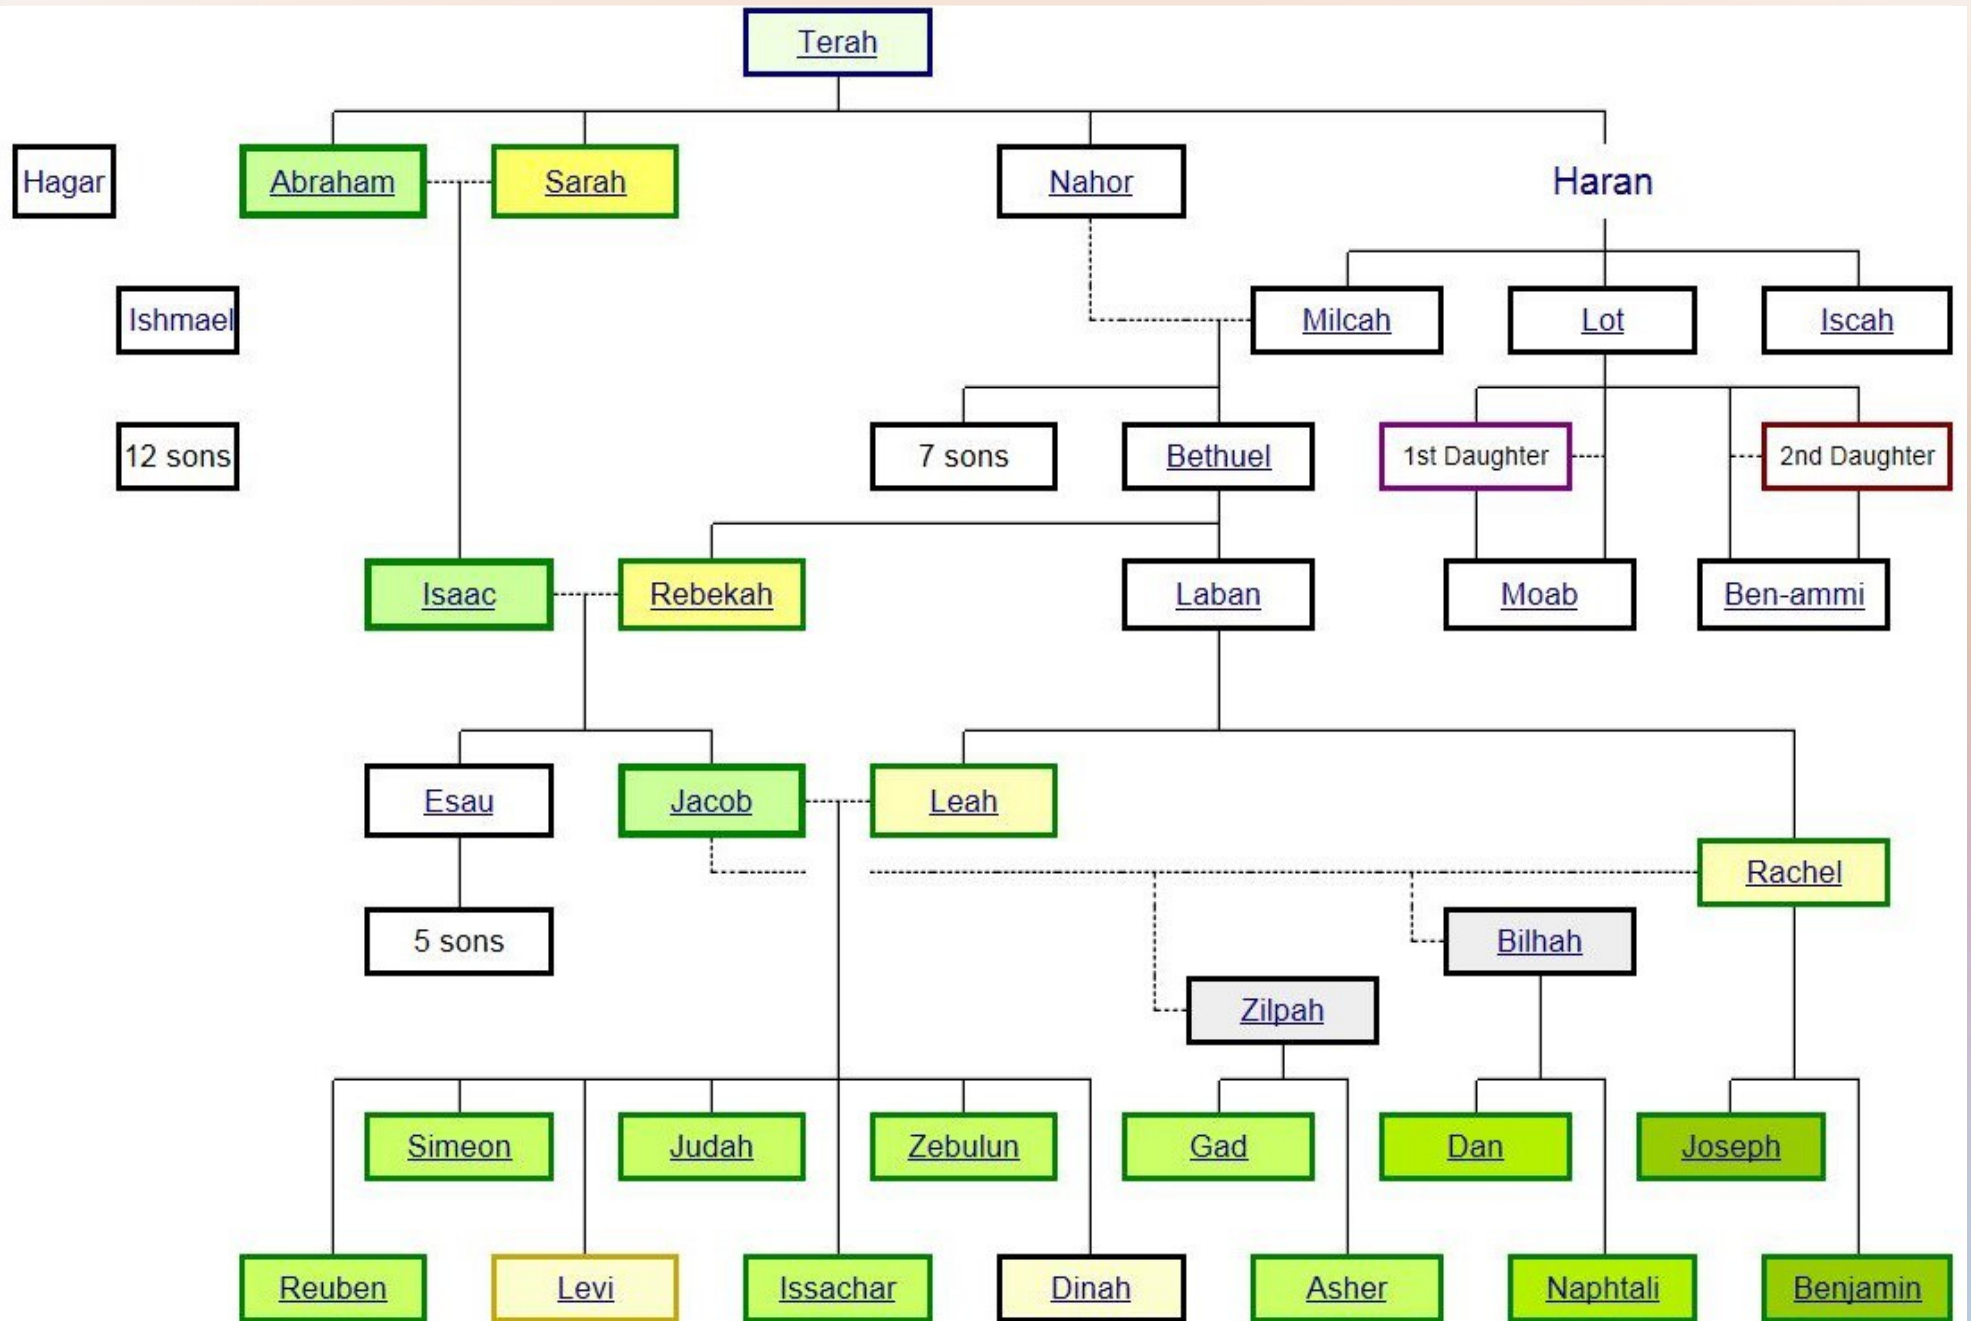 Terah
Hagar
Abraham
Sarah
Nahor
Haran
Ishmael
Milcah
Lot
Iscah
12 sons
7 sons
Bethuel
1st Daughter
2nd Daughter
Isaac
Rebekah
Laban
Moab
Ben-ammi
Esau
Jacob
Leah
Rachel
5 sons
Bilhah
Zilpah
Simeon
Judah
Zebulun
Gad
Dan
Joseph
Reuben
Levi
Issachar
Dinah
Asher
Naphtali
Benjamin